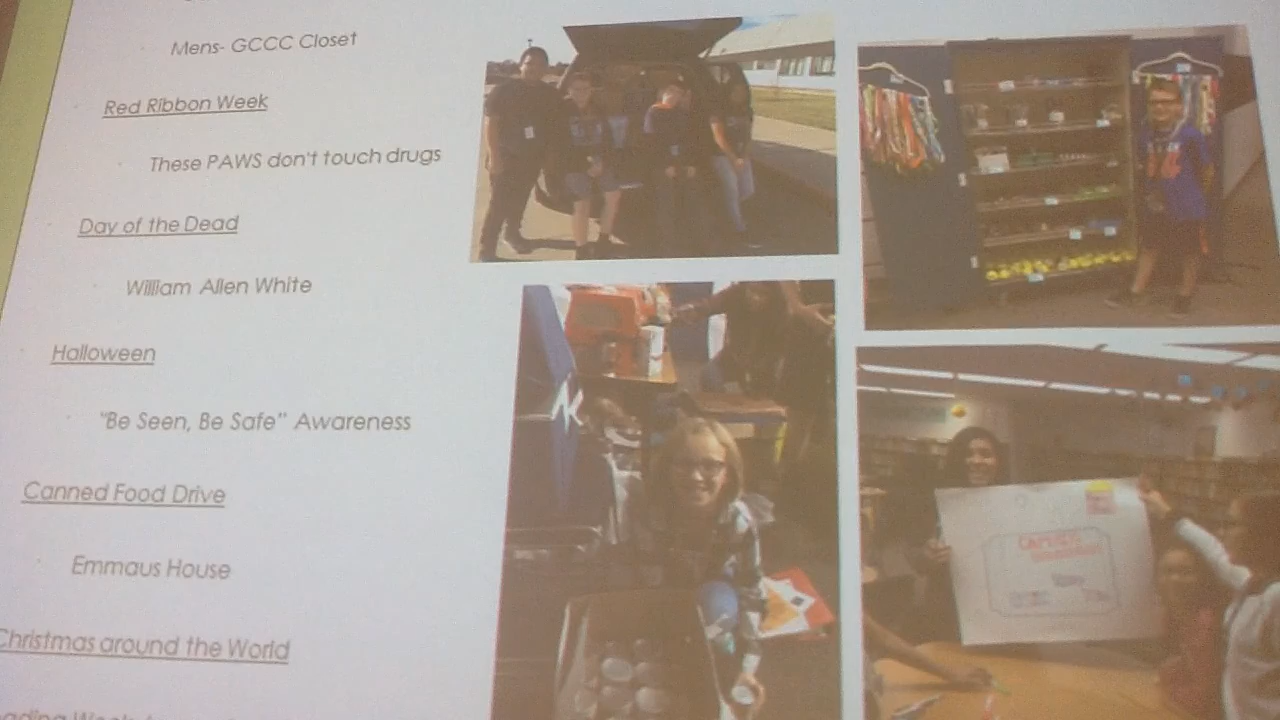 Mens- GCCC Closet
Red Ribbon Week
These PAWS don't touch drugs
Day of the Dead
William Allen White
Halloween
"Be Seen, Be Safe" Awareness
Canned Food Drive
Emmaus House
Christmas around the World